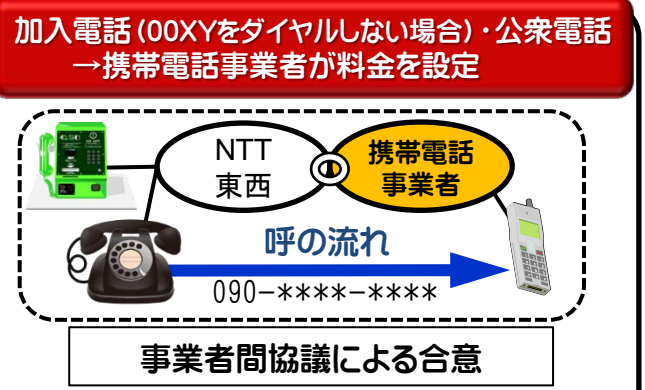 加入電話(00XYをダイヤルしない場合)・公衆電話
→携帯電話事業者が料金を設定
NTT
東西
携帯電話
事業者
呼の流れ
090-****-****
事業者間協議による合意